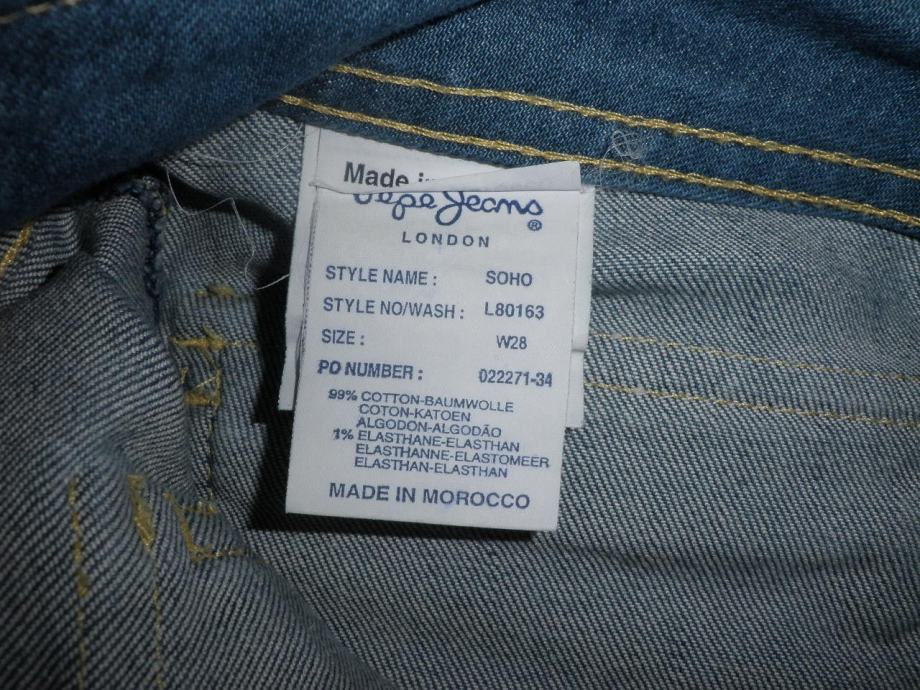 Made in
Pepe Jeans
®
LONDON
STYLE NAME : SOHO
STYLE NO/WASH : L80163
SIZE : W28
PO NUMBER : 022271-34
99% COTTON-BAUMWOLLE
COTON-KATOEN
ALGODON-ALGODÃO
1% ELASTHANE-ELASTHAN
ELASTHANNE-ELASTOMEER
ELASTHAN-ELASTHAN
MADE IN MOROCCO